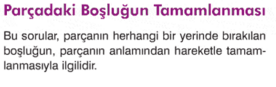 Parçadaki Boşluğun Tamamlanması
Bu sorular, parçanın herhangi bir yerinde bırakılan
boşluğun, parçanın anlamından hareketle tamam-
lanmasıyla ilgilidir.